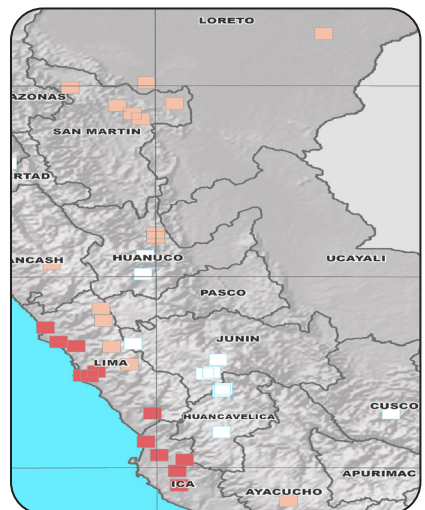 LORETO
AZONAS
SAN MARTIN
RTAD
ANCASH
HUANUCO
UCAYALI
PASCO
JUNIN
LIMA
CUSCO
HUANCAVELICA
APURIMAC
ICA
AYACUCHO